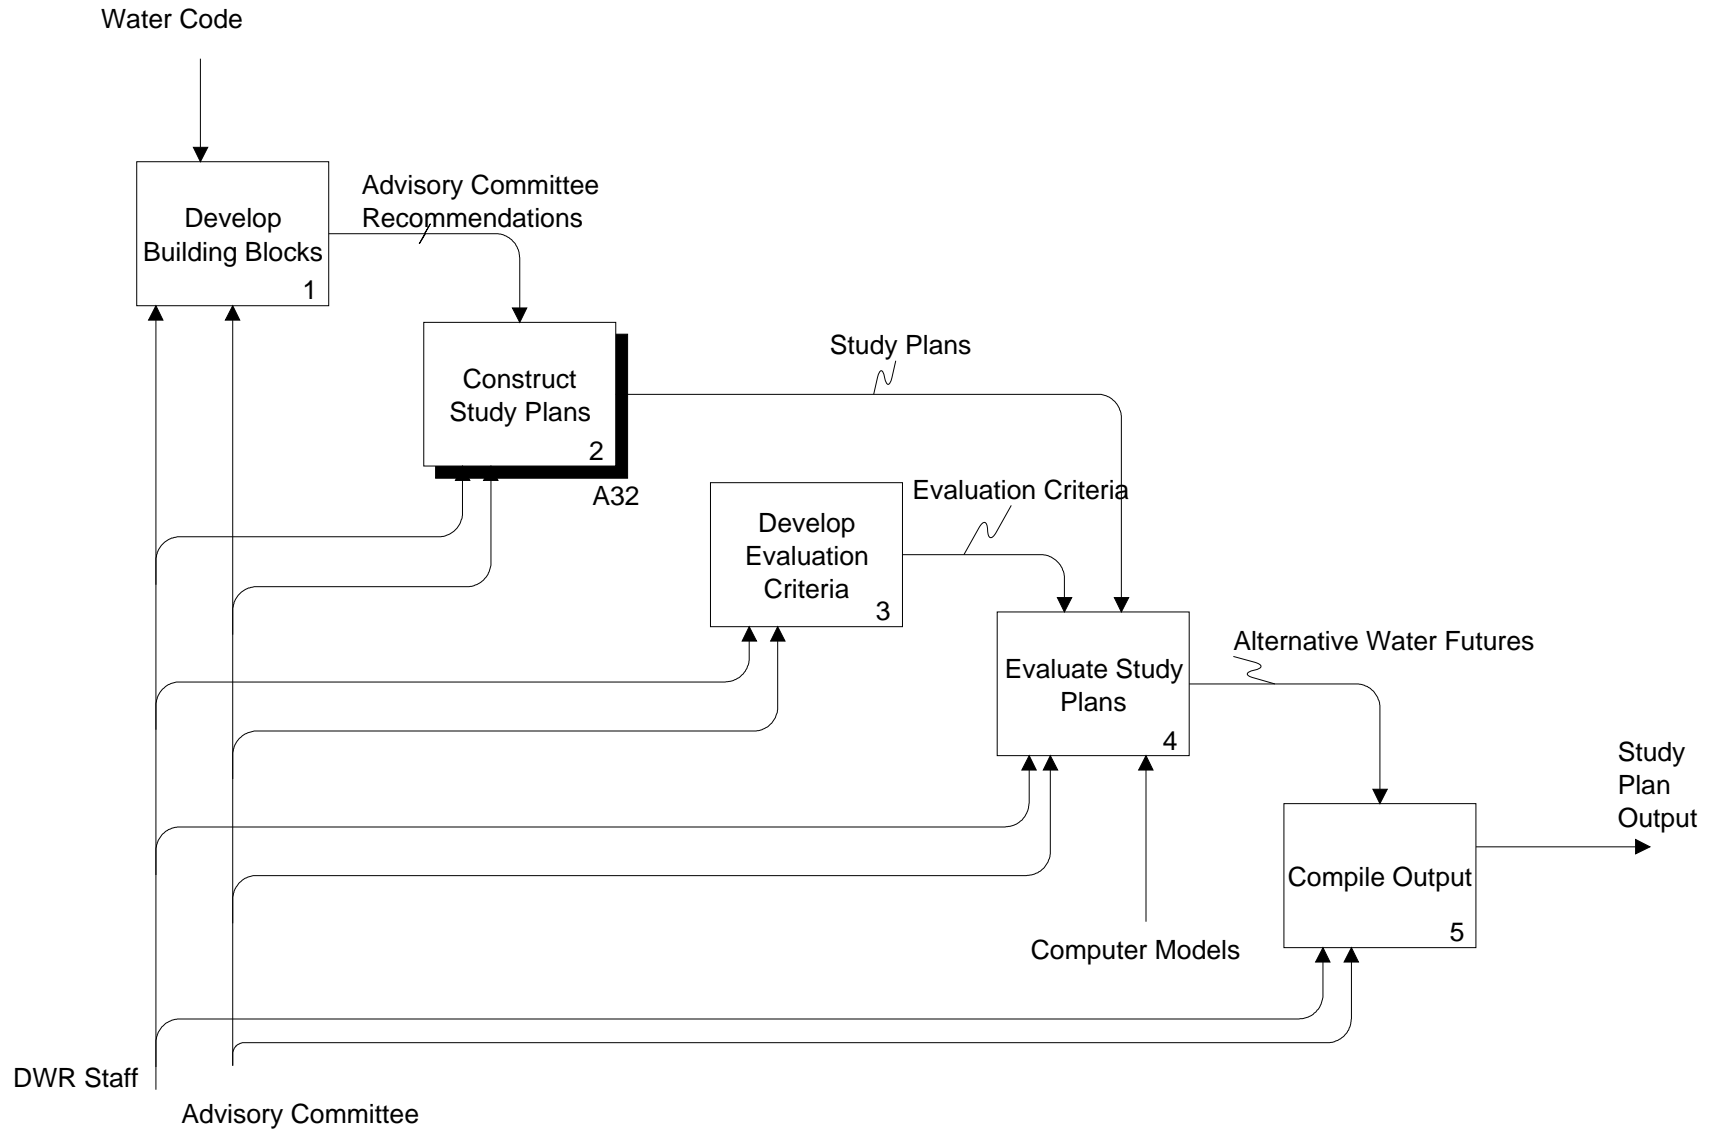 Water Code
Develop
Building Blocks
1
Advisory Committee
Recommendations
Construct
Study Plans
2
A32
Study Plans
Develop
Evaluation
Criteria
3
Evaluation Criteria
Evaluate Study
Plans
4
Alternative Water Futures
Computer Models
Compile Output
5
Study
Plan
Output
DWR Staff
Advisory Committee